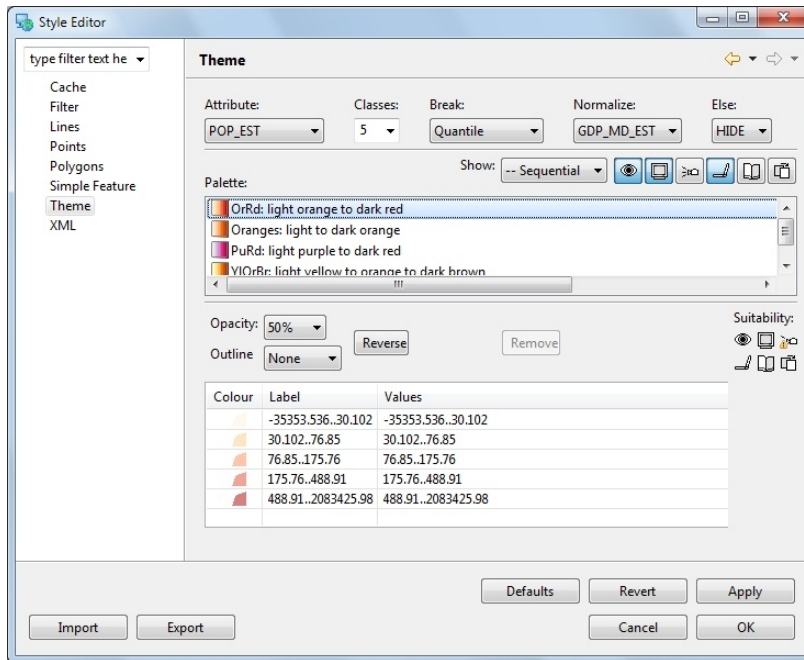 Style Editor
type filter text he
Cache
Filter
Lines
Points
Polygons
Simple Feature
Theme
XML
Theme
Attribute: Classes: Break: Normalize: Else:
POP_EST 5 Quantile GDP_MD_EST HIDE
Show: -- Sequential
Palette:
OrRd: light orange to dark red
Oranges: light to dark orange
PuRd: light purple to dark red
YlOrBr: light yellow to orange to dark brown
Opacity: 50%
Reverse
Remove
Outline None
Suitability:
Colour Label Values
-35353.536..30.102 -35353.536..30.102
30.102..76.85 30.102..76.85
76.85..175.76 76.85..175.76
175.76..488.91 175.76..488.91
488.91..2083425.98 488.91..2083425.98
Defaults Revert Apply
Import Export Cancel OK